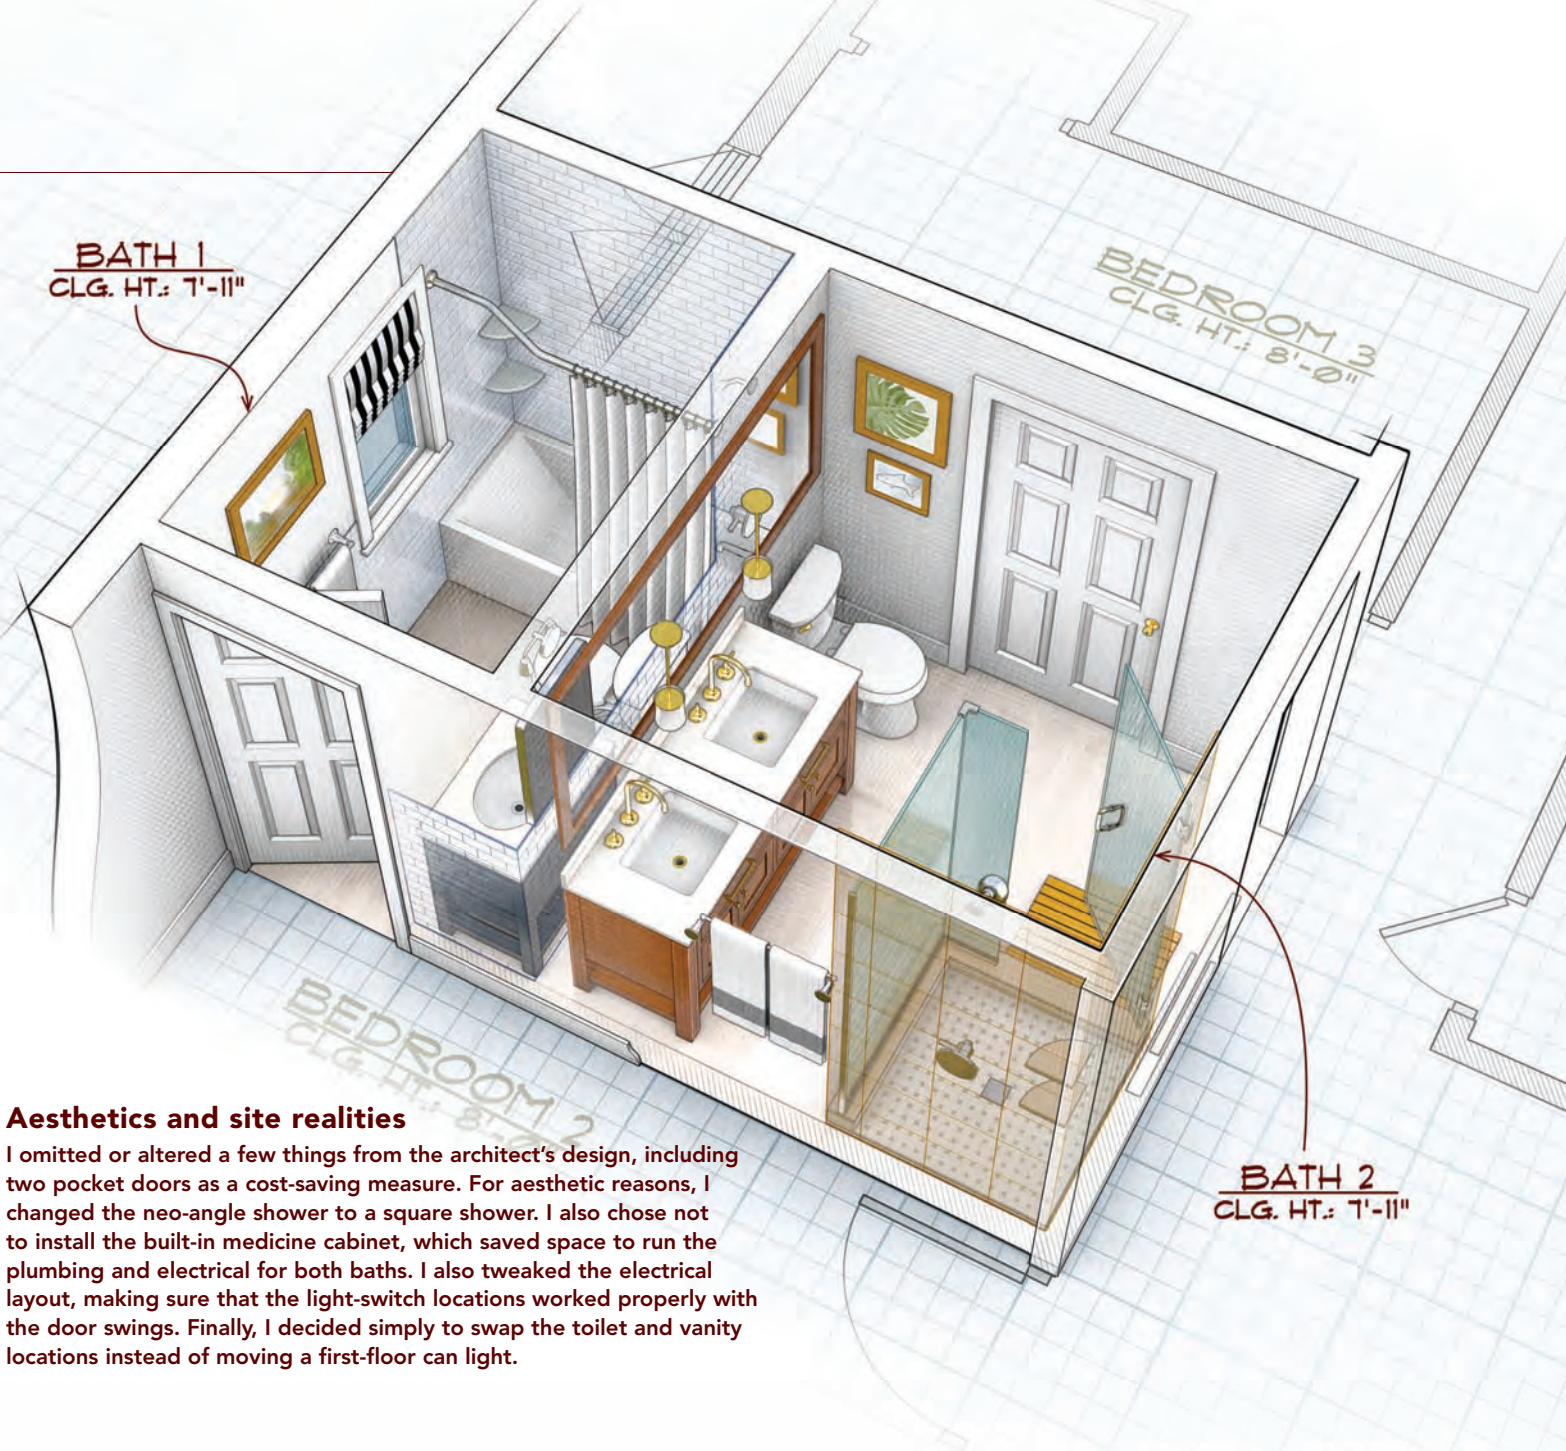 BATH 1
CLG. HT.: 7'-11"
BEDROOM 3
CLG. HT.: 8'-0"
BEDROOM 2
CLG. HT.: 8'-0"
Aesthetics and site realities
I omitted or altered a few things from the architect's design, including
two pocket doors as a cost-saving measure. For aesthetic reasons, I
changed the neo-angle shower to a square shower. I also chose not
to install the built-in medicine cabinet, which saved space to run the
plumbing and electrical for both baths. I also tweaked the electrical
layout, making sure that the light-switch locations worked properly with
the door swings. Finally, I decided simply to swap the toilet and vanity
locations instead of moving a first-floor can light.
BATH 2
CLG. HT.: 7'-11"